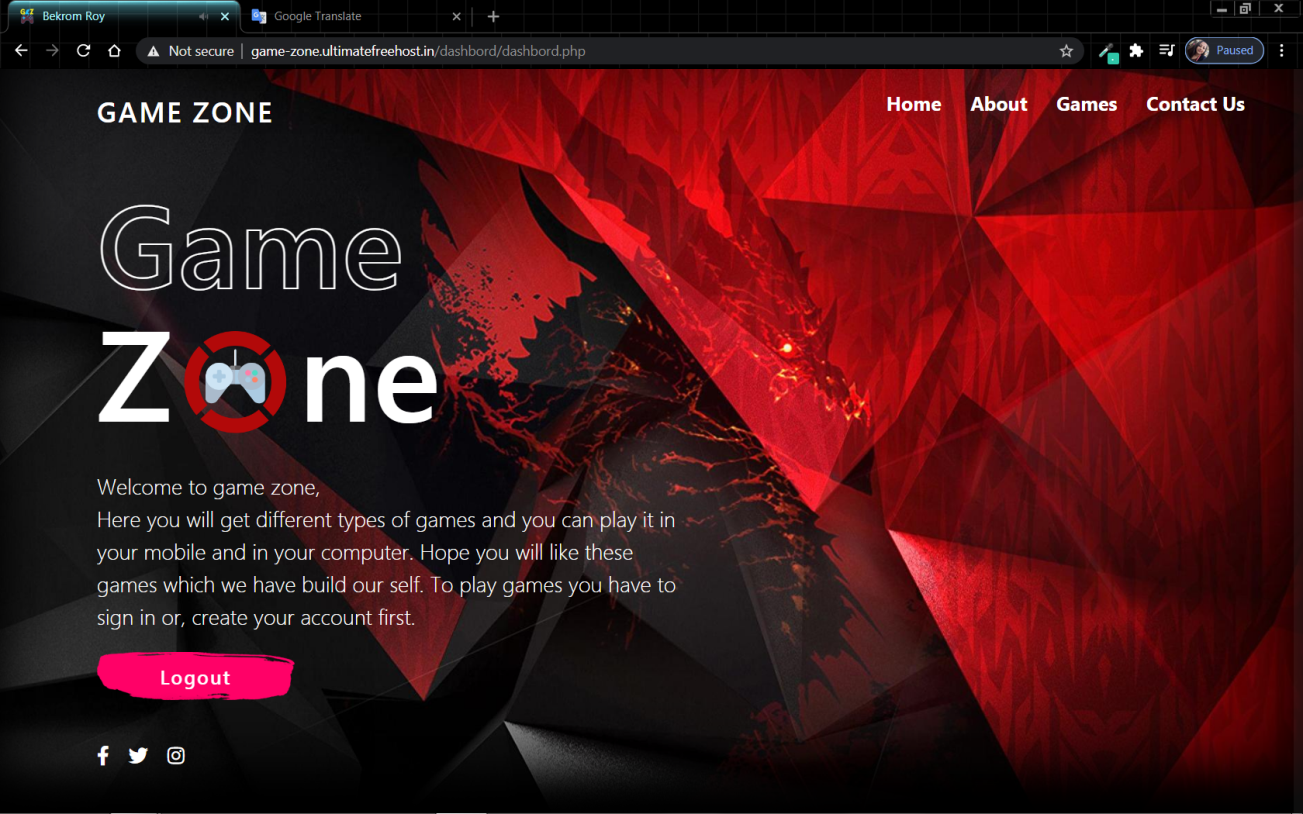 Bekrom Roy
Google Translate
Not secure | game-zone.ultimatefreehost.in/dashbord/dashbord.php
Paused
GAME ZONE
Home About Games Contact Us
Game
Zone
Welcome to game zone,
Here you will get different types of games and you can play it in
your mobile and in your computer. Hope you will like these
games which we have build our self. To play games you have to
sign in or, create your account first.
Logout